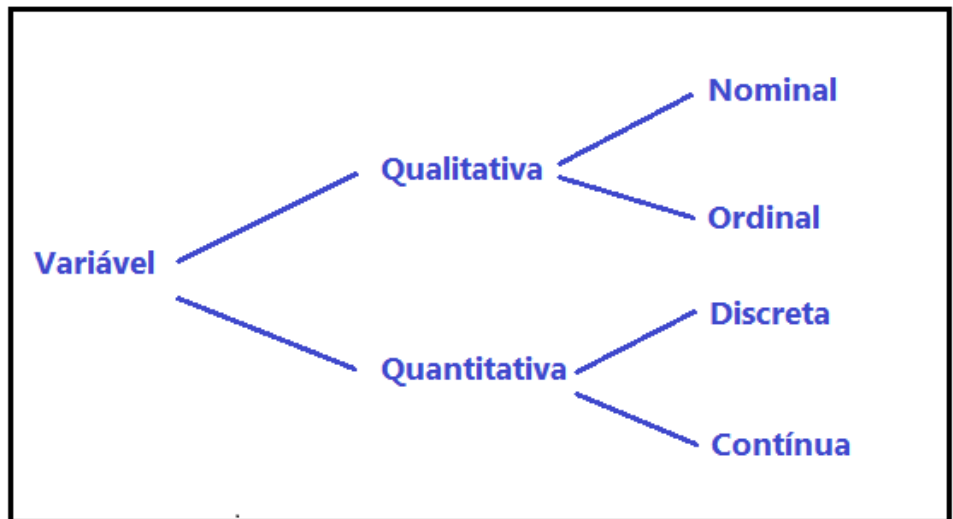 Nominal
Qualitativa
Ordinal
Variável
Discreta
Quantitativa
Contínua